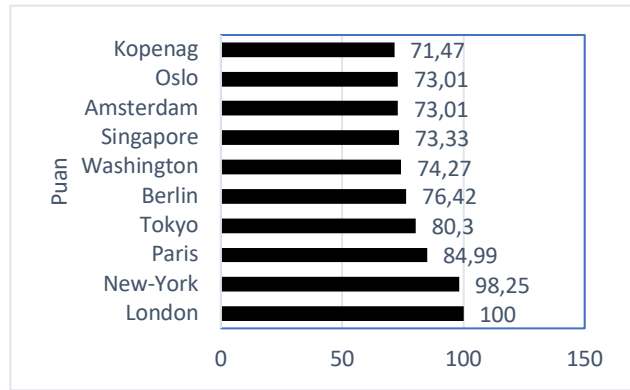 Puan
Kopenag 71,47
Oslo 73,01
Amsterdam 73,01
Singapore 73,33
Washington 74,27
Berlin 76,42
Tokyo 80,3
Paris 84,99
New-York 98,25
London 100
0 50 100 150